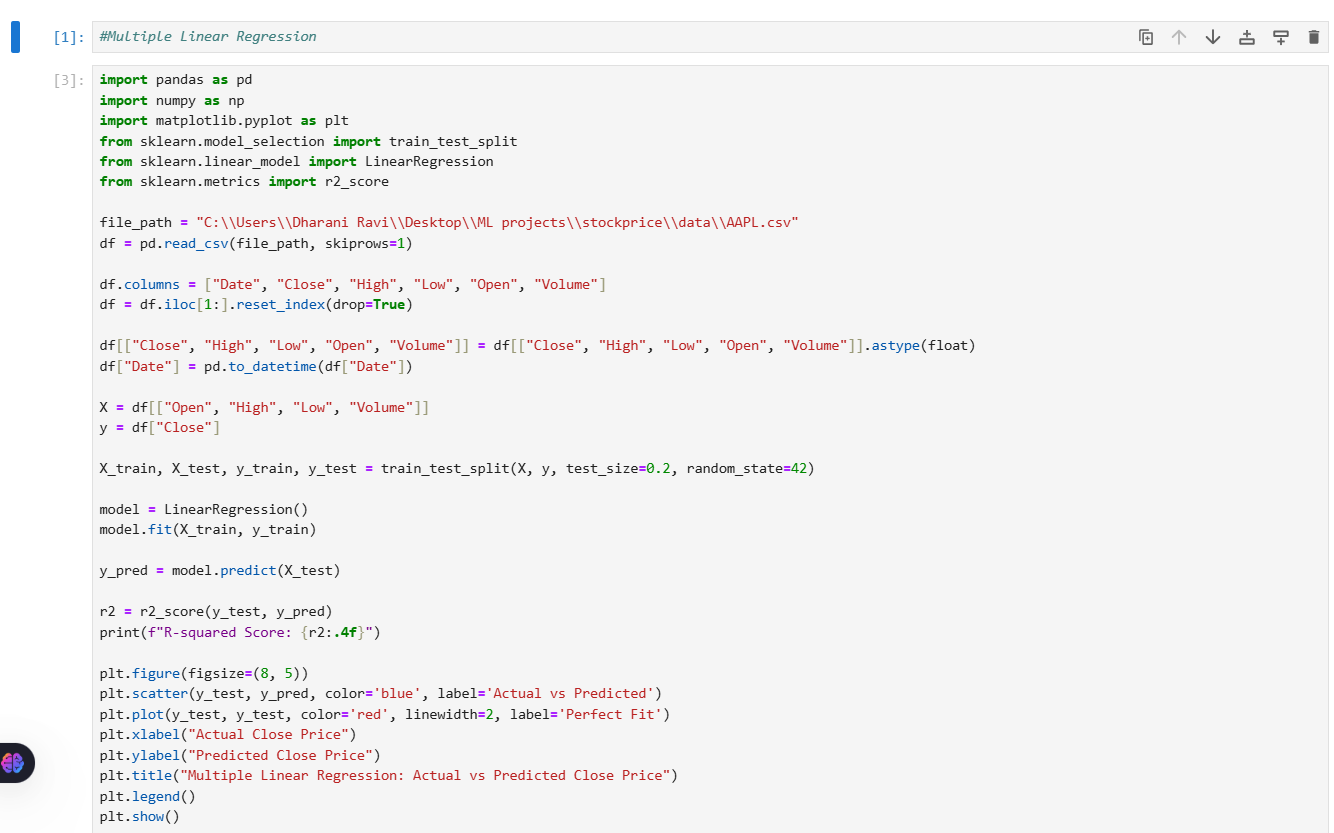 [1]: #Multiple Linear Regression
[3]: import pandas as pd
import numpy as np
import matplotlib.pyplot as plt
from sklearn.model_selection import train_test_split
from sklearn.linear_model import LinearRegression
from sklearn.metrics import r2_score

file_path = "C:\\Users\\Dharani Ravi\\Desktop\\ML projects\\stockprice\\data\\AAPL.csv"
df = pd.read_csv(file_path, skiprows=1)

df.columns = ["Date", "Close", "High", "Low", "Open", "Volume"]
df = df.iloc[1:].reset_index(drop=True)

df[["Close", "High", "Low", "Open", "Volume"]] = df[["Close", "High", "Low", "Open", "Volume"]].astype(float)
df["Date"] = pd.to_datetime(df["Date"])

X = df[["Open", "High", "Low", "Volume"]]
y = df["Close"]

X_train, X_test, y_train, y_test = train_test_split(X, y, test_size=0.2, random_state=42)

model = LinearRegression()
model.fit(X_train, y_train)

y_pred = model.predict(X_test)

r2 = r2_score(y_test, y_pred)
print(f"R-squared Score: {r2:.4f}")

plt.figure(figsize=(8, 5))
plt.scatter(y_test, y_pred, color='blue', label='Actual vs Predicted')
plt.plot(y_test, y_test, color='red', linewidth=2, label='Perfect Fit')
plt.xlabel("Actual Close Price")
plt.ylabel("Predicted Close Price")
plt.title("Multiple Linear Regression: Actual vs Predicted Close Price")
plt.legend()
plt.show()